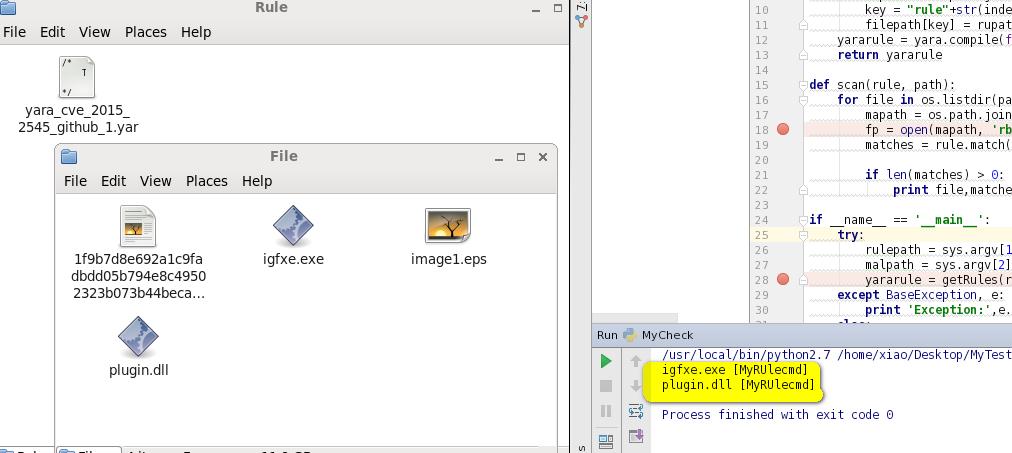 Rule
File Edit View Places Help
/*
T
*/
yara_cve_2015_
2545_github_1.yar
File
File Edit View Places Help
1f9b7d8e692a1c9fa
dbdd05b794e8c4950
2323b073b44beca...
igfxe.exe
image1.eps
plugin.dll
Z:
10 key = "rule"+str(inde
11 filepath[key] = rupat
12 yararule = yara.compile(f
13 return yararule
14
15 def scan(rule, path):
16 for file in os.listdir(pa
17 mapath = os.path.join
18 fp = open(mapath, 'rb
19 matches = rule.match(
20
21 if len(matches) > 0:
22 print file,matche
23
24 if __name__ == '__main__':
25 try:
26 rulepath = sys.argv[1
27 malpath = sys.argv[2]
28 yararule = getRules(r
29 except BaseException, e:
30 print 'Exception:',e.
Run MyCheck
/usr/local/bin/python2.7 /home/xiao/Desktop/MyTest
igfxe.exe [MyRUlecmd]
plugin.dll [MyRUlecmd]
Process finished with exit code 0